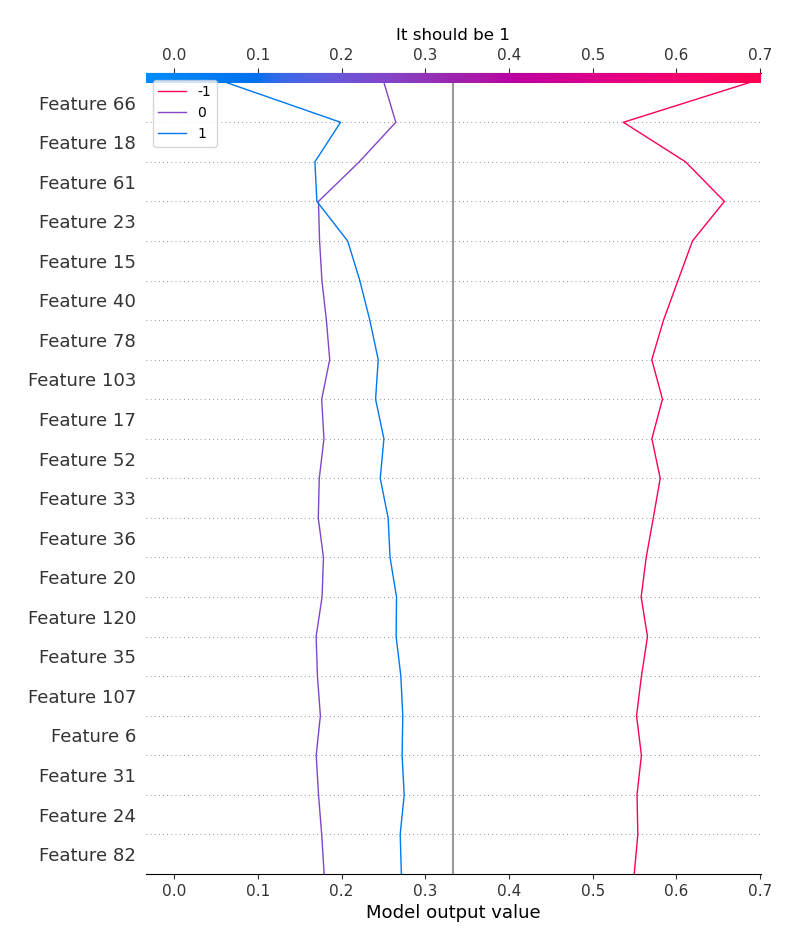 It should be 1
0.0 0.1 0.2 0.3 0.4 0.5 0.6 0.7
-1
0
1
Feature 66
Feature 18
Feature 61
Feature 23
Feature 15
Feature 40
Feature 78
Feature 103
Feature 17
Feature 52
Feature 33
Feature 36
Feature 20
Feature 120
Feature 35
Feature 107
Feature 6
Feature 31
Feature 24
Feature 82
0.0 0.1 0.2 0.3 0.4 0.5 0.6 0.7
Model output value